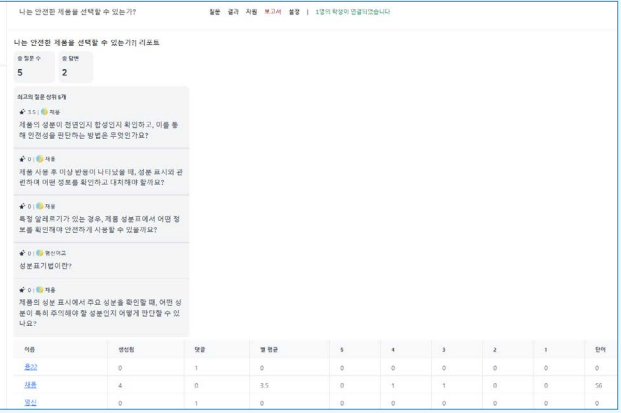 나는 안전한 제품을 선택할 수 있는가? 질문 결과 자원 보고서 설정 | 1명의 학생이 연결되었습니다
나는 안전한 제품을 선택할 수 있는가?| 리포트
총 질문 수 총 답변
5 2
최고의 질문 상위 5개
3.5 | 채움
제품의 성분이 천연인지 합성인지 확인하고, 이를 통
해 안전성을 판단하는 방법은 무엇인가요?
0 | 채움
제품 사용 후 이상 반응이 나타났을 때, 성분 표시와 관
련하여 어떤 정보를 확인하고 대처해야 할까요?
0 | 채움
특정 알레르기가 있는 경우, 제품 성분표에서 어떤 정
보를 확인해야 안전하게 사용할 수 있을까요?
0 |
성분표기법이란?
0 | 채움
제품의 성분 표시에서 주요 성분을 확인할 때, 어떤 성
분이 특히 주의해야 할 성분인지 어떻게 판단할 수 있
나요?
이름 생성됨 댓글 별 평균 5 4 3 2 1 단어
0 1 0 0 0 0 0 0 0
채움 4 0 3.5 0 1 1 0 0 56
명신 0 1 0 0 0 0 0 0 0